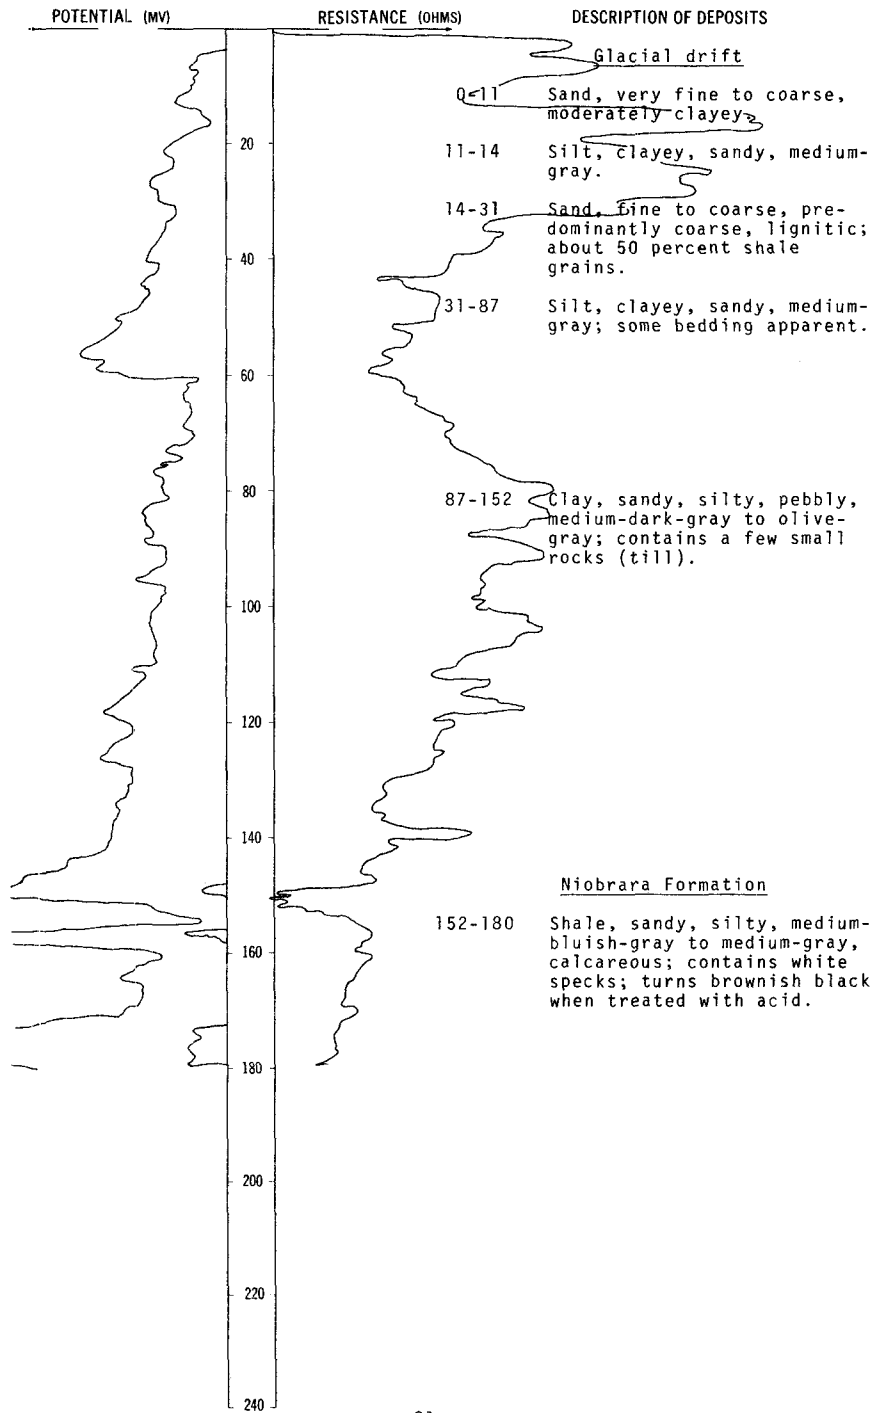 POTENTIAL (MV) RESISTANCE (OHMS) DESCRIPTION OF DEPOSITS
Glacial drift
0-11 Sand, very fine to coarse,
moderately clayey.
20
11-14 Silt, clayey, sandy, medium-
gray.
14-31 Sand, fine to coarse, pre-
dominantly coarse, lignitic;
about 50 percent shale
grains.
40
31-87 Silt, clayey, sandy, medium-
gray; some bedding apparent.
60
80
87-152 Clay, sandy, silty, pebbly,
medium-dark-gray to olive-
gray; contains a few small
rocks (till).
100
120
140
Niobrara Formation
152-180 Shale, sandy, silty, medium-
bluish-gray to medium-gray,
160
calcareous; contains white
specks; turns brownish black
when treated with acid.
180
200
220
240